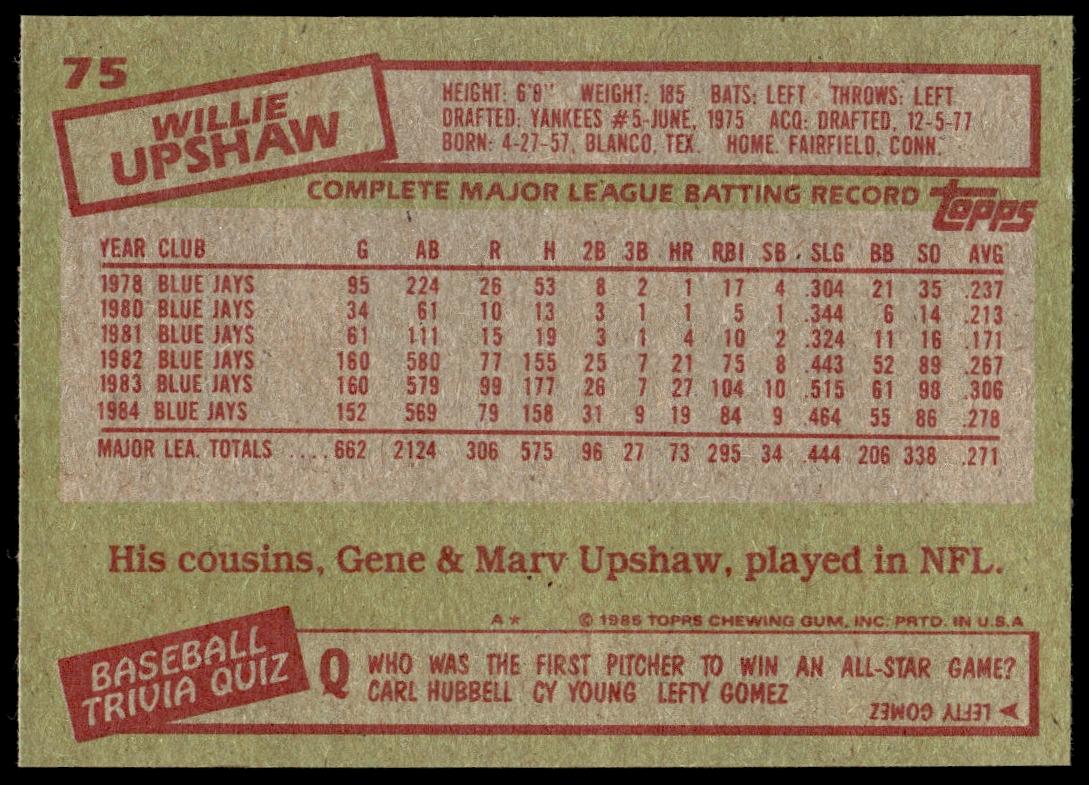 75
WILLIE
UPSHAW
HEIGHT: 6'8" WEIGHT: 185 BATS: LEFT THROWS: LEFT
DRAFTED: YANKEES #5-JUNE, 1975 ACQ: DRAFTED, 12-5-77
BORN: 4-27-57, BLANCO, TEX. HOME: FAIRFIELD, CONN.
COMPLETE MAJOR LEAGUE BATTING RECORD topps
YEAR CLUB G AB R H 2B 3B HR RBI SB SLG BB SO AVG
1978 BLUE JAYS 95 224 26 53 8 2 1 17 4 .304 21 35 .237
1980 BLUE JAYS 34 61 10 13 3 1 1 5 1 .344 6 14 .213
1981 BLUE JAYS 61 111 15 19 3 1 4 10 2 .324 11 16 .171
1982 BLUE JAYS 160 580 77 155 25 7 21 75 8 .443 52 89 .267
1983 BLUE JAYS 160 579 99 177 26 7 27 104 10 .515 61 98 .306
1984 BLUE JAYS 152 569 79 158 31 9 19 84 9 .464 55 86 .278
MAJOR LEA. TOTALS .... 662 2124 306 575 96 27 73 295 34 .444 206 338 .271
His cousins, Gene & Marv Upshaw, played in NFL.
A* © 1985 TOPPS CHEWING GUM, INC. PRTD. IN U.S.A
BASEBALL
TRIVIA QUIZ
Q WHO WAS THE FIRST PITCHER TO WIN AN ALL-STAR GAME?
CARL HUBBELL CY YOUNG LEFTY GOMEZ
LEFTY GOMEZ